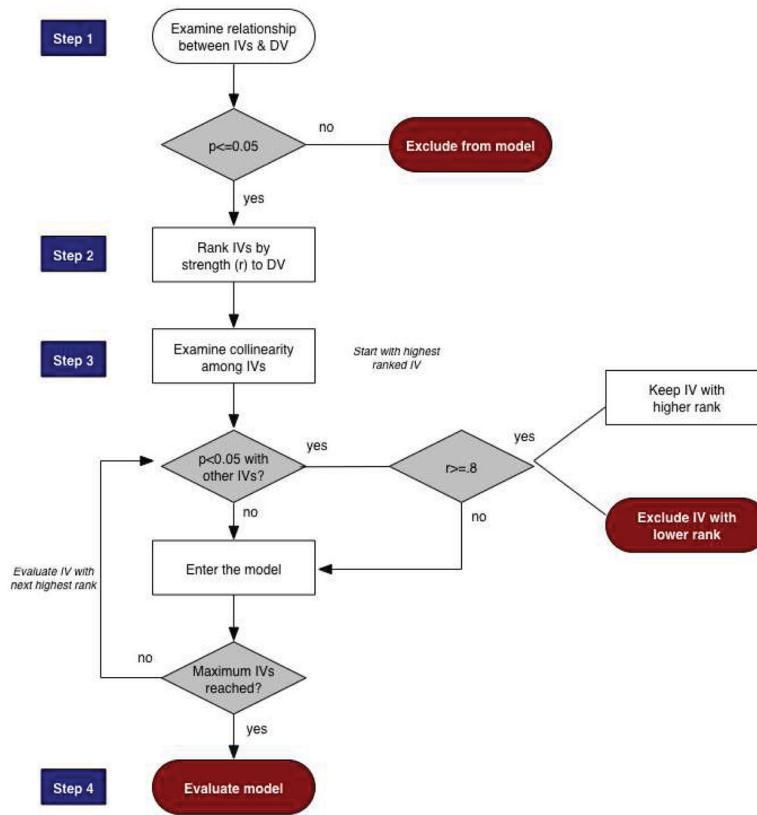 Step 1
Examine relationship
between IVs & DV
p<=0.05
no
Exclude from model
yes
Step 2
Rank IVs by
strength (r) to DV
Step 3
Examine collinearity
among IVs
Start with highest
ranked IV
Keep IV with
higher rank
p<0.05 with
other IVs?
yes
r>=.8
yes
no
no
Exclude IV with
lower rank
Enter the model
Evaluate IV with
next highest rank
no
Maximum IVs
reached?
yes
Step 4
Evaluate model